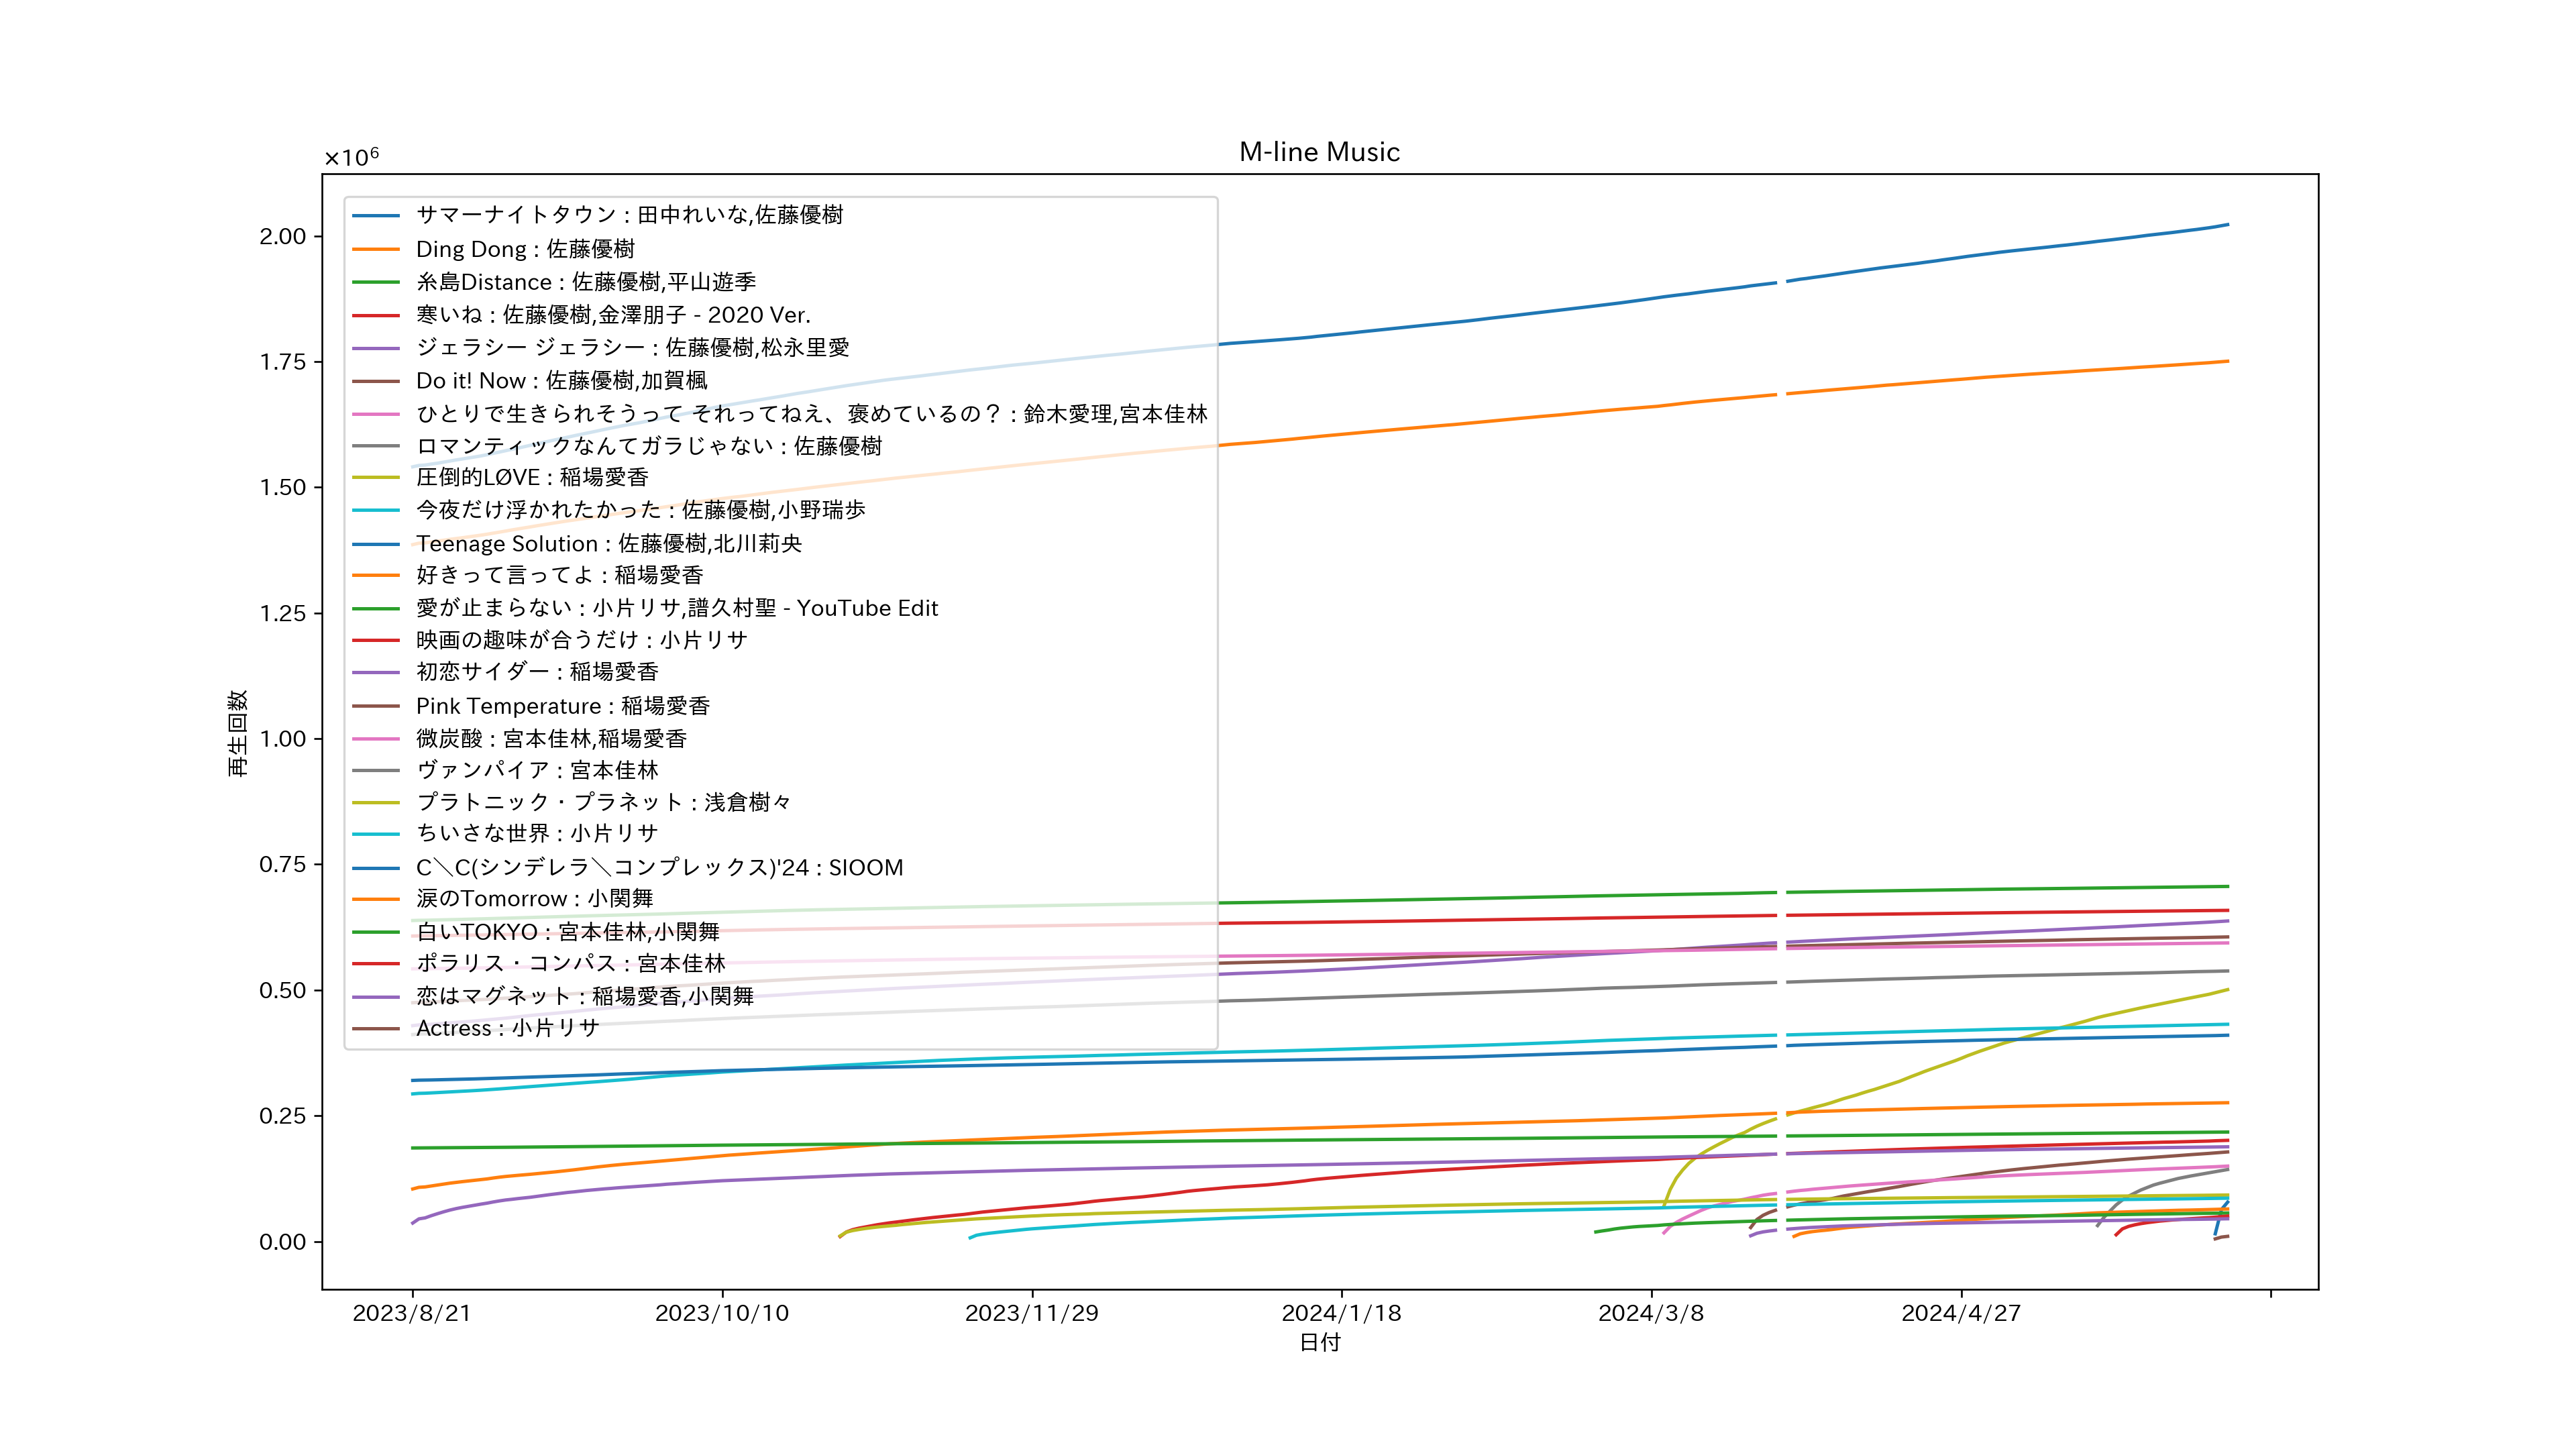 M-line Music
×10⁶
2.00
1.75
1.50
1.25
1.00
0.75
0.50
0.25
0.00
再生回数
サマーナイトタウン : 田中れいな,佐藤優樹
Ding Dong : 佐藤優樹
糸島Distance : 佐藤優樹,平山遊季
寒いね : 佐藤優樹,金澤朋子 - 2020 Ver.
ジェラシー ジェラシー : 佐藤優樹,松永里愛
Do it! Now : 佐藤優樹,加賀楓
ひとりで生きられそうって それってねえ、褒めているの？ : 鈴木愛理,宮本佳林
ロマンティックなんてガラじゃない : 佐藤優樹
圧倒的LØVE : 稲場愛香
今夜だけ浮かれたかった : 佐藤優樹,小野瑞歩
Teenage Solution : 佐藤優樹,北川莉央
好きって言ってよ : 稲場愛香
愛が止まらない : 小片リサ,譜久村聖 - YouTube Edit
映画の趣味が合うだけ : 小片リサ
初恋サイダー : 稲場愛香
Pink Temperature : 稲場愛香
微炭酸 : 宮本佳林,稲場愛香
ヴァンパイア : 宮本佳林
プラトニック・プラネット : 浅倉樹々
ちいさな世界 : 小片リサ
C＼C(シンデレラ＼コンプレックス)'24 : SIOOM
涙のTomorrow : 小関舞
白いTOKYO : 宮本佳林,小関舞
ポラリス・コンパス : 宮本佳林
恋はマグネット : 稲場愛香,小関舞
Actress : 小片リサ
2023/8/21
2023/10/10
2023/11/29
2024/1/18
2024/3/8
2024/4/27
日付